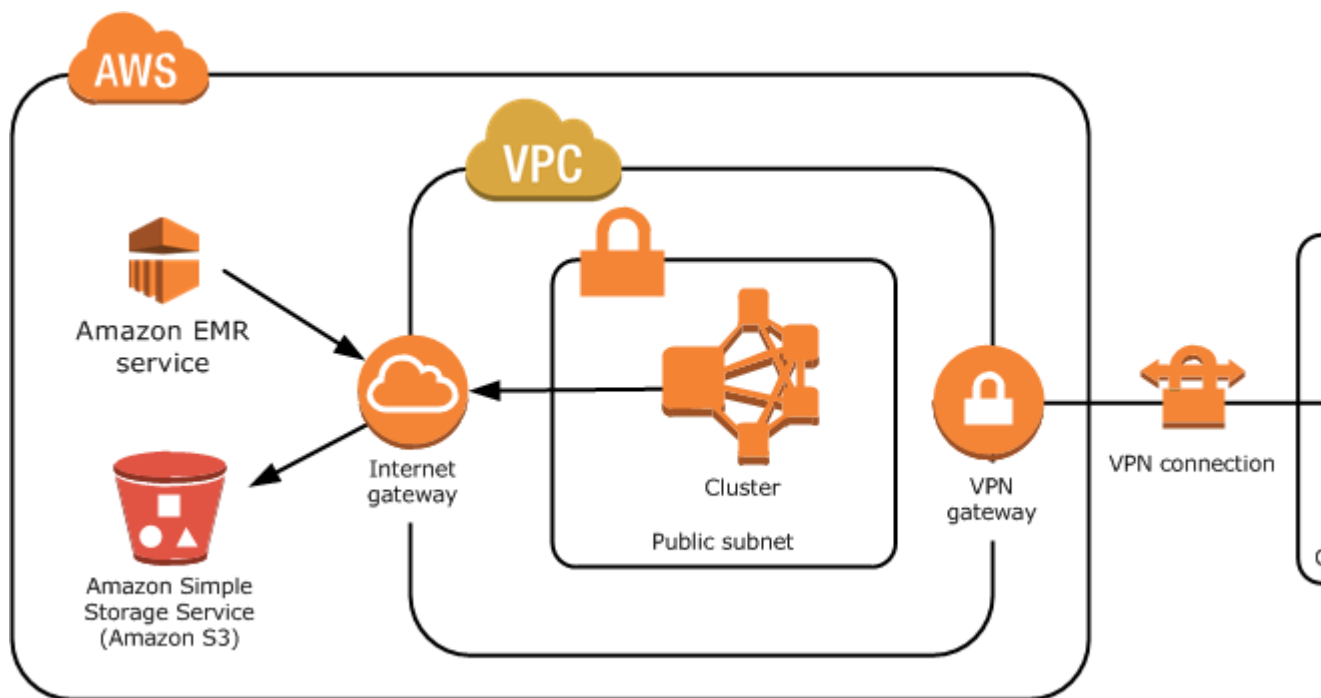 AWS
VPC
Amazon EMR
service
Internet
gateway
Cluster
Public subnet
VPN
gateway
VPN connection
Amazon Simple
Storage Service
(Amazon S3)